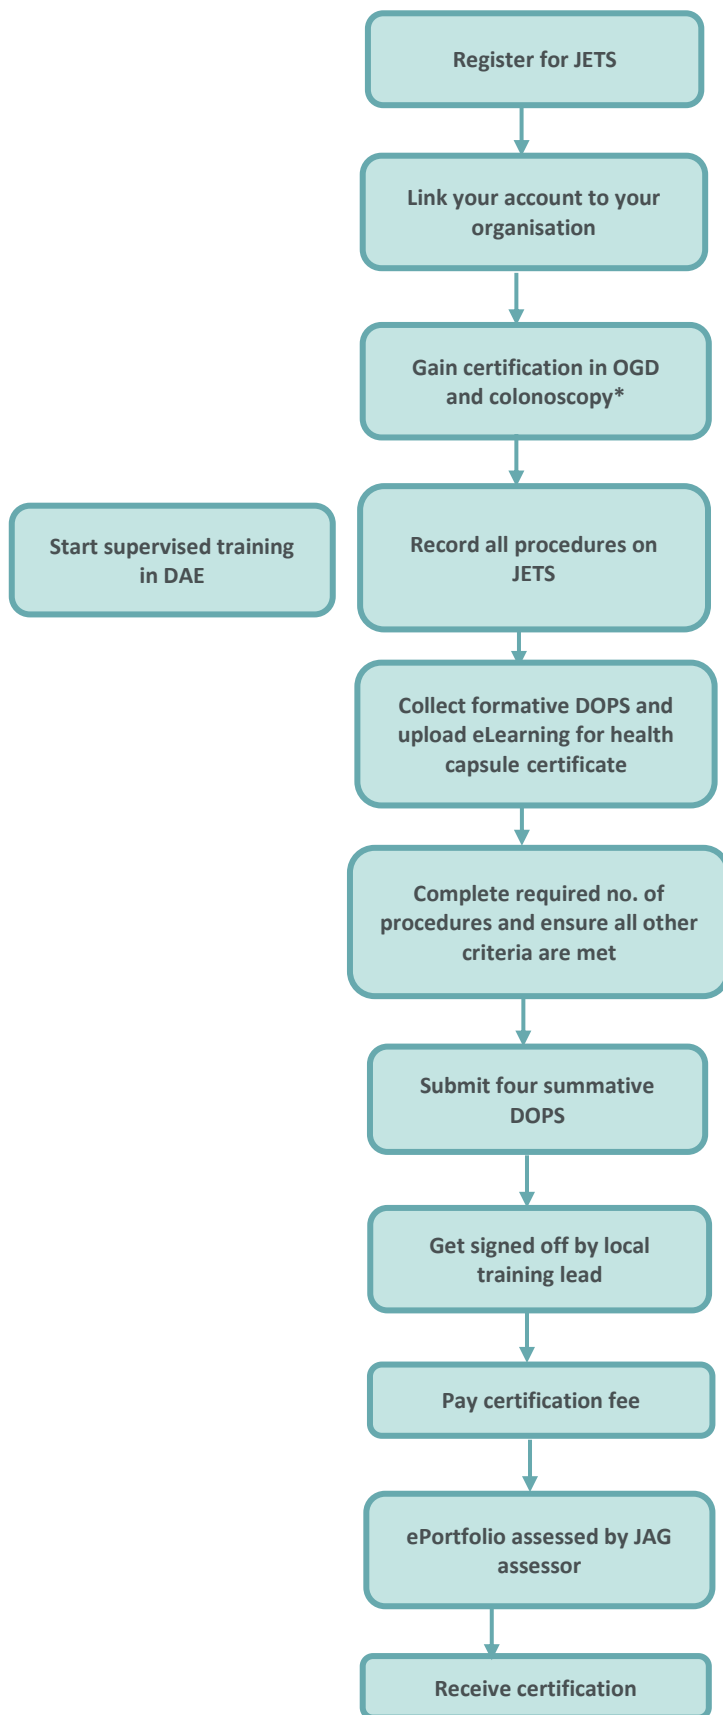 Register for JETS
Link your account to your
organisation
Gain certification in OGD
and colonoscopy*
Start supervised training
in DAE
Record all procedures on
JETS
Collect formative DOPS and
upload eLearning for health
capsule certificate
Complete required no. of
procedures and ensure all other
criteria are met
Submit four summative
DOPS
Get signed off by local
training lead
Pay certification fee
ePortfolio assessed by JAG
assessor
Receive certification